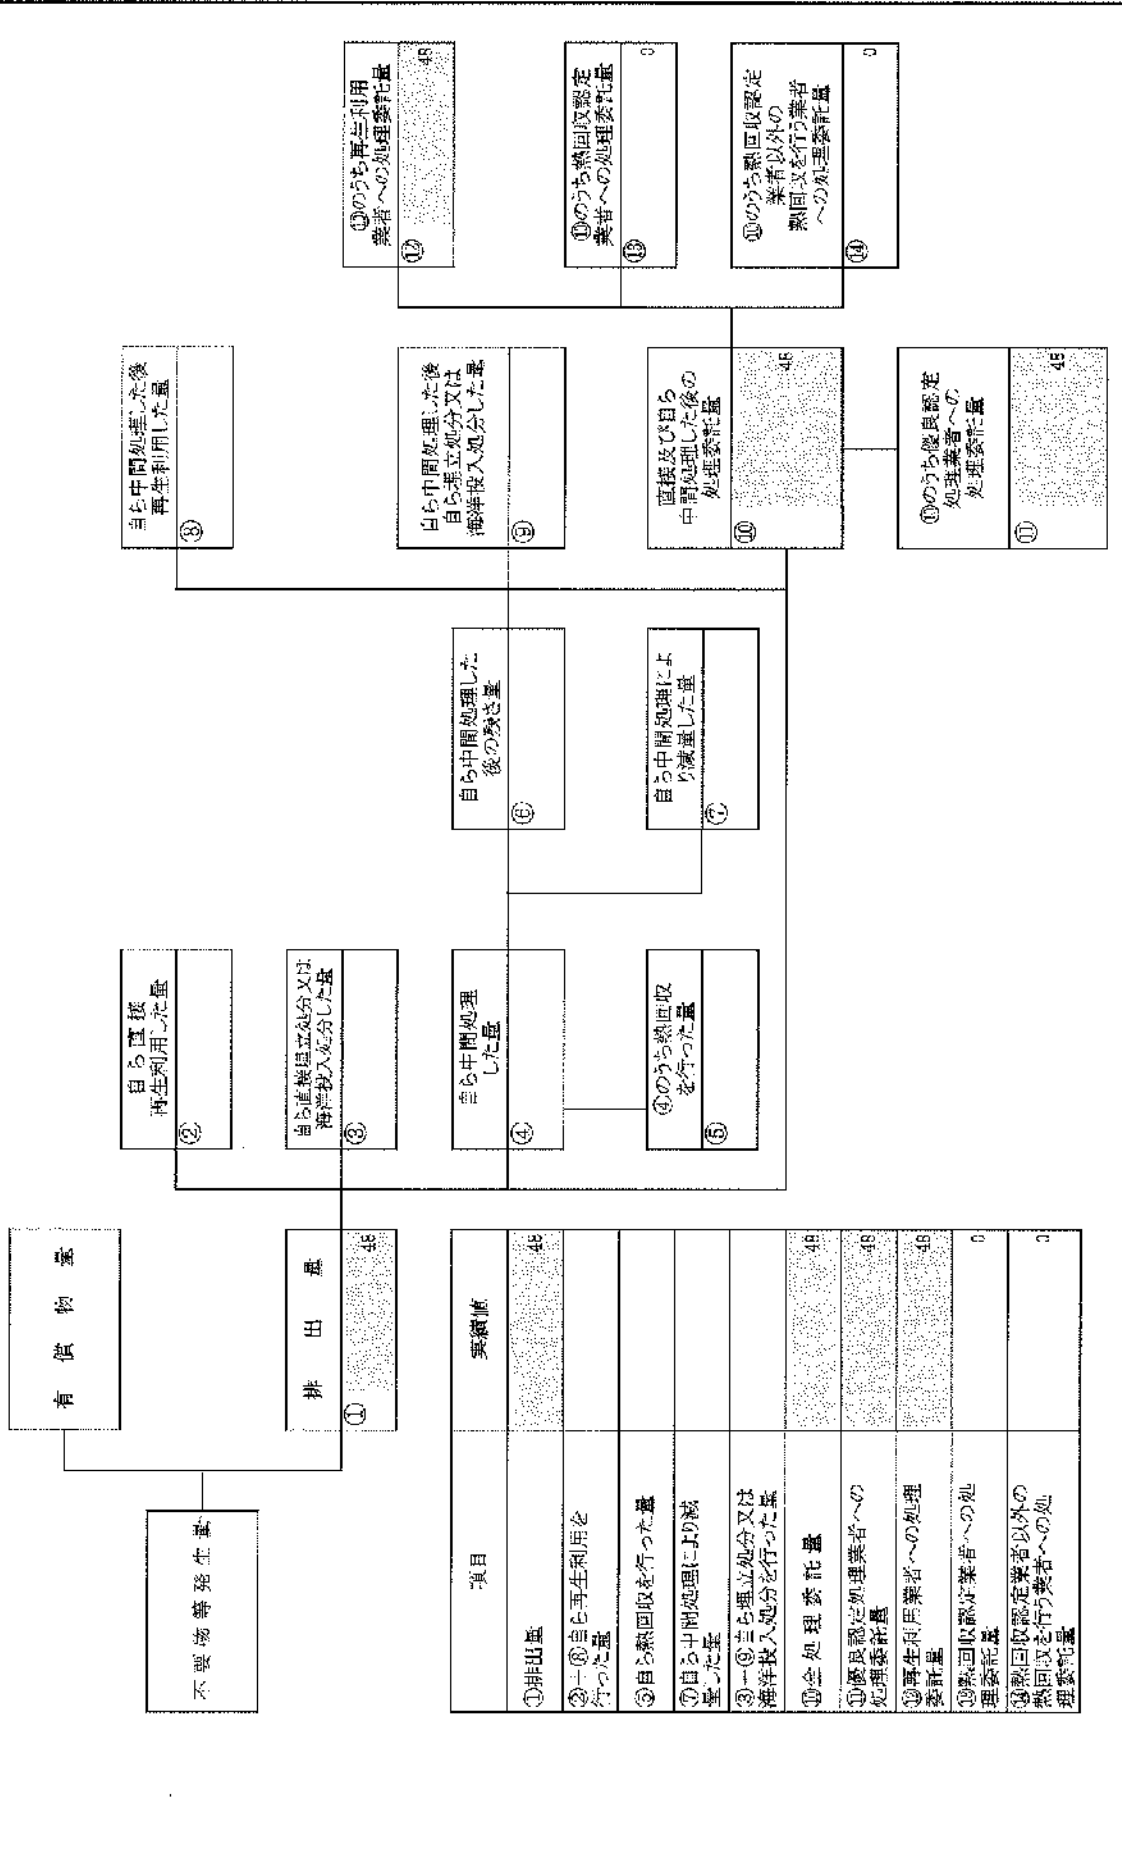 不要物等発生量
有償物量
排出量
① 48
自ら直接
再生利用した量
②
自ら直接埋立処分又は
海洋投入処分した量
③
自ら中間処理
した量
④
④のうち熱回収
を行った量
⑤
自ら中間処理した
後の残さ量
⑥
自ら中間処理によ
り減量した量
⑦
自ら中間処理した後
再生利用した量
⑧
自ら中間処理した後
自ら埋立処分又は
海洋投入処分した量
⑨
直接及び自ら
中間処理した後の
処理委託量
⑩ 48
⑩のうち優良認定
処理業者への
処理委託量
⑪ 48
⑩のうち再生利用
業者への処理委託量
⑫ 48
⑩のうち熱回収認定
業者への処理委託量
⑬ 0
⑩のうち熱回収認定
業者以外の
熱回収を行う業者
への処理委託量
⑭ 0
項目 実績値
①排出量 48
②+⑧自ら再生利用を
行った量
⑤自ら熱回収を行った量
⑦自ら中間処理により減
量した量
③+⑨自ら埋立処分又は
海洋投入処分を行った量
⑩全処理委託量 48
⑪優良認定処理業者への
処理委託量 48
⑫再生利用業者への処理
委託量 48
⑬熱回収認定業者への処
理委託量 0
⑭熱回収認定業者以外の
熱回収を行う業者への処
理委託量 0